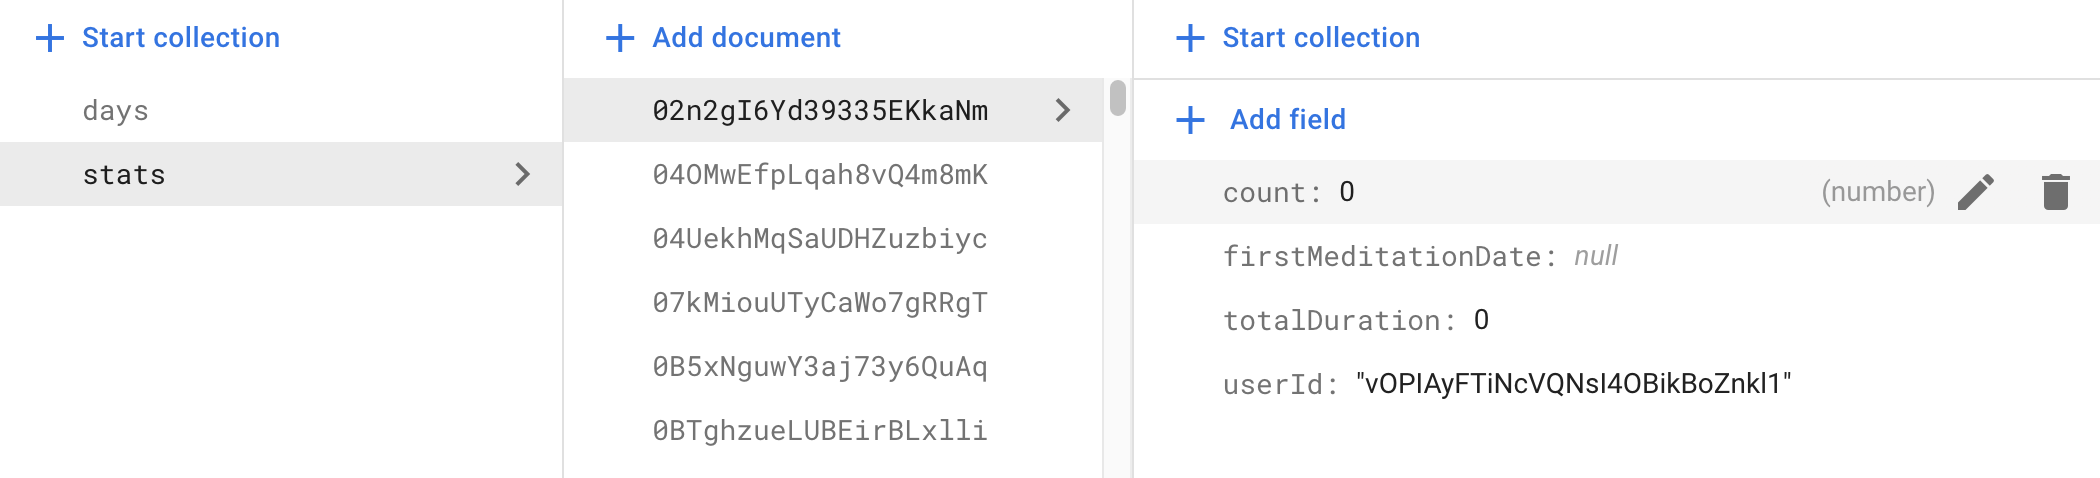 Start collection
days
stats
Add document
02n2gI6Yd39335EKkaNm
04OMwEfpLqah8vQ4m8mK
04UekhMqSaUDHZuzbiyc
07kMiouUTyCaWo7gRRgT
0B5xNguwY3aj73y6QuAq
0BTghzueLUBEirBLxlli
Start collection
Add field
count: 0 (number)
firstMeditationDate: null
totalDuration: 0
userId: "vOPIAyFTiNcVQNsI4OBikBoZnkl1"